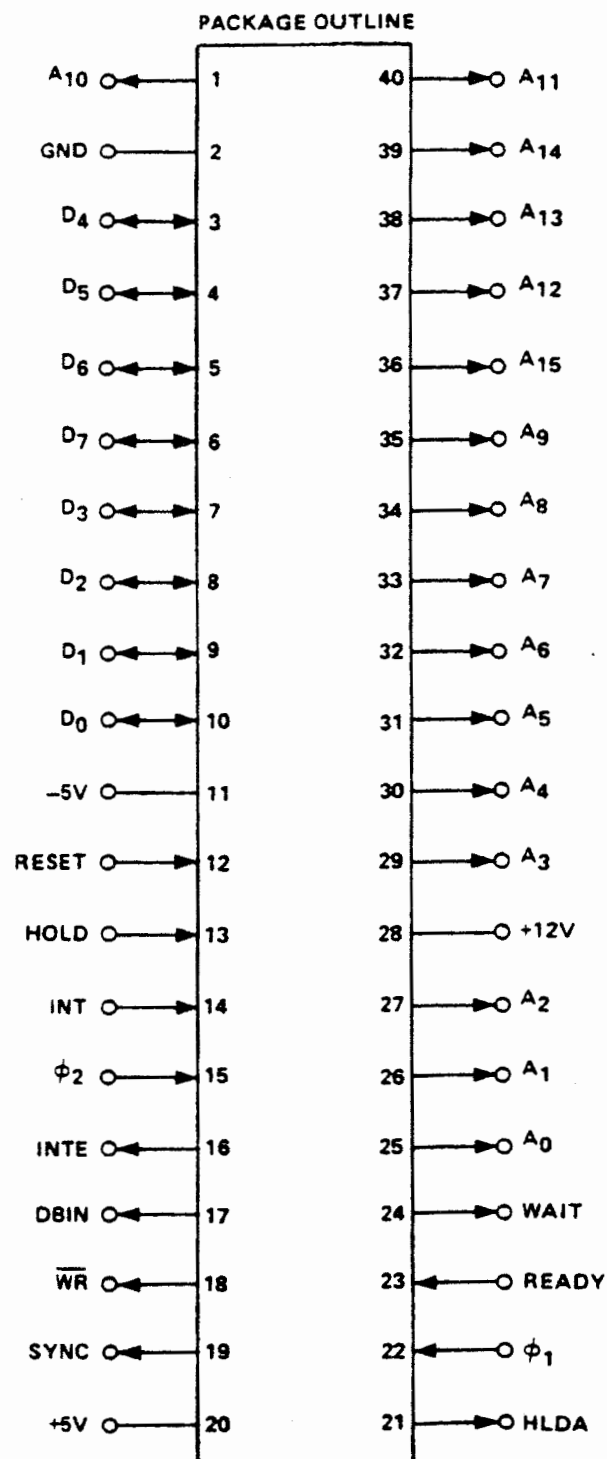 PACKAGE OUTLINE
A10 1 40 A11
GND 2 39 A14
D4 3 38 A13
D5 4 37 A12
D6 5 36 A15
D7 6 35 A9
D3 7 34 A8
D2 8 33 A7
D1 9 32 A6
D0 10 31 A5
-5V 11 30 A4
RESET 12 29 A3
HOLD 13 28 +12V
INT 14 27 A2
ϕ2 15 26 A1
INTE 16 25 A0
DBIN 17 24 WAIT
W̅R̅ 18 23 READY
SYNC 19 22 ϕ1
+5V 20 21 HLDA